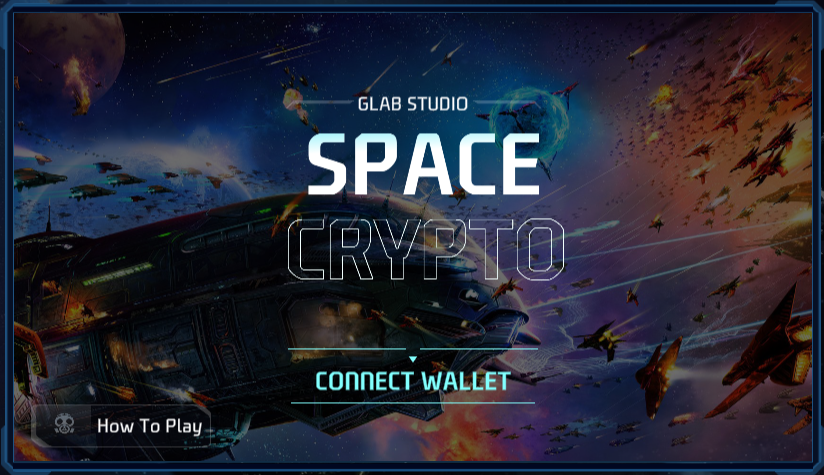 GLAB STUDIO
SPACE
CRYPTO
CONNECT WALLET
How To Play